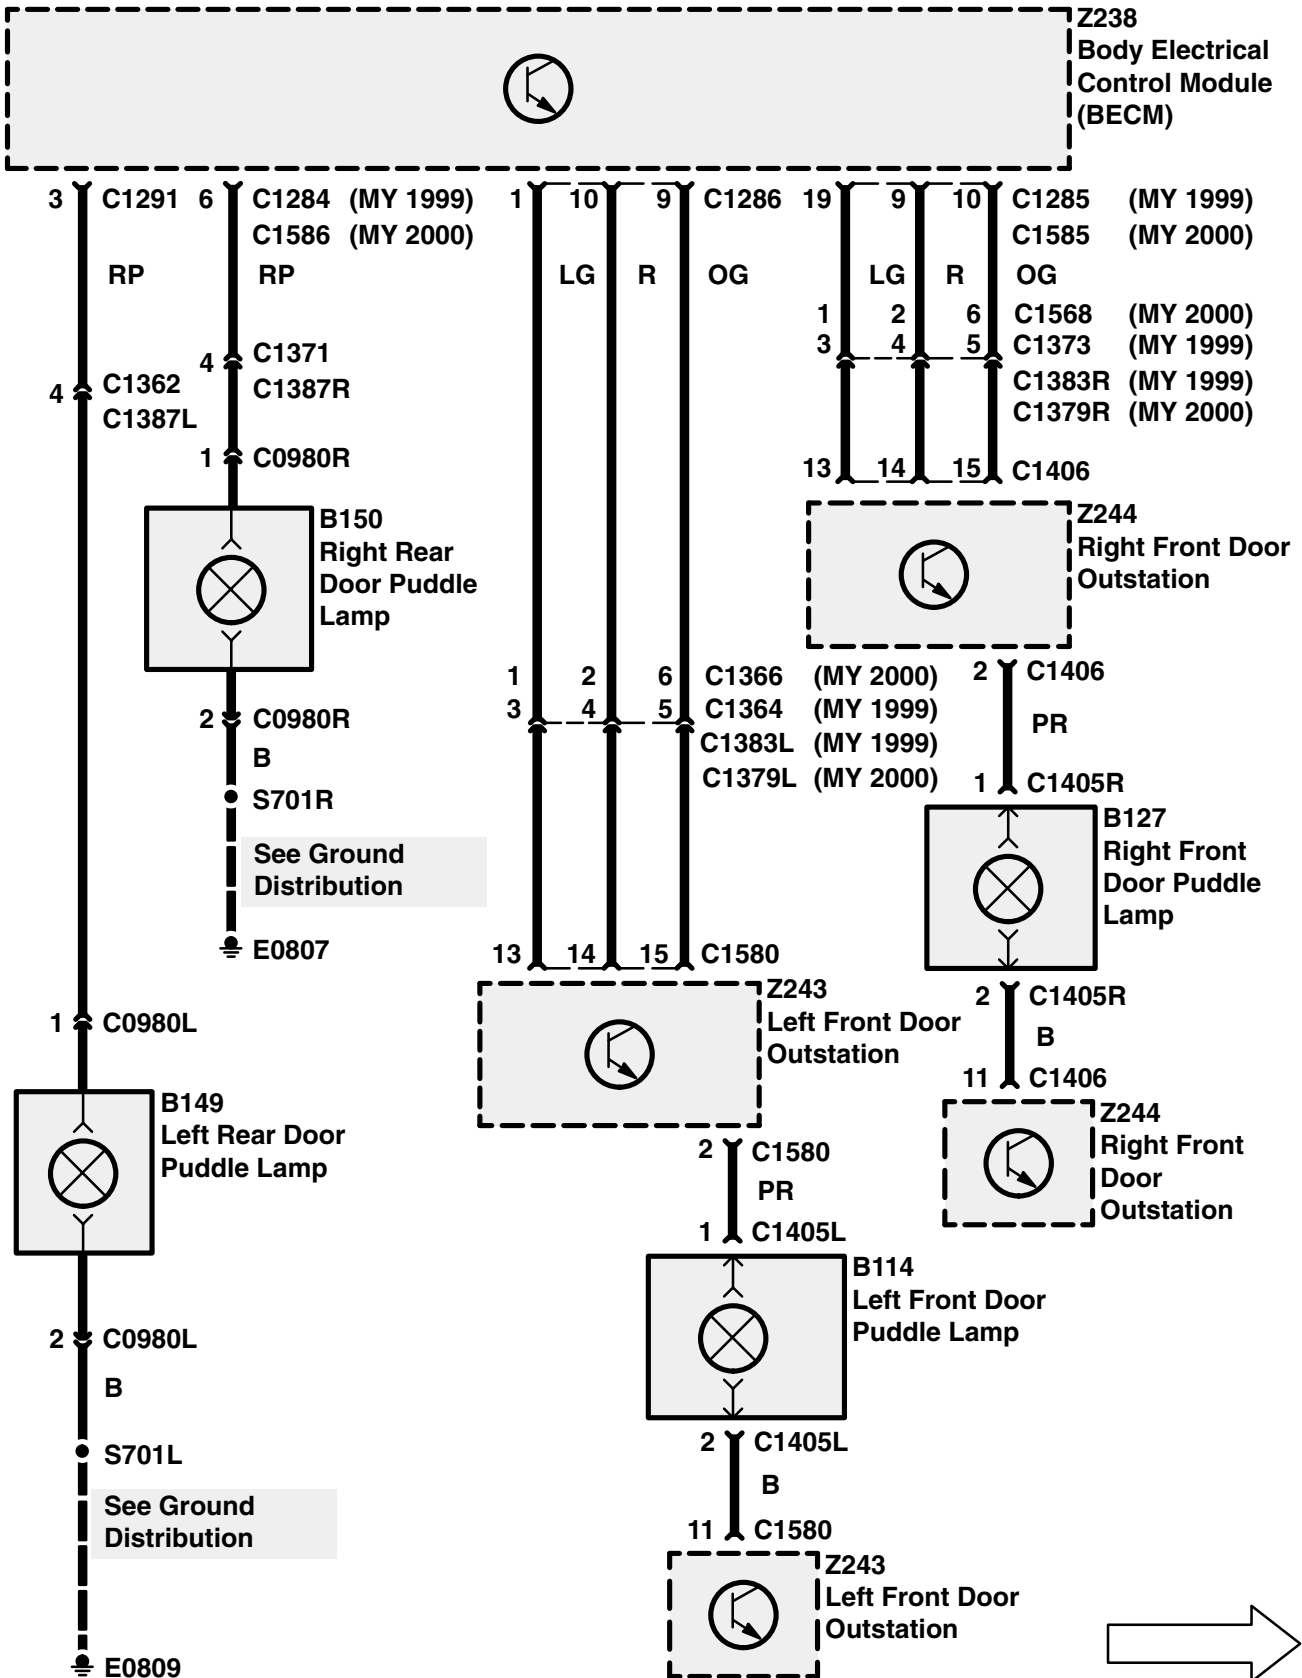 Z238
Body Electrical
Control Module
(BECM)
3 C1291 6 C1284 (MY 1999) 1 10 9 C1286 19 9 10 C1285 (MY 1999)
C1586 (MY 2000) C1585 (MY 2000)
RP RP LG R OG LG R OG
1 2 6 C1568 (MY 2000)
3 4 5 C1373 (MY 1999)
4 C1371
C1387R
4 C1362
C1387L
C1383R (MY 1999)
C1379R (MY 2000)
1 C0980R
13 14 15 C1406
B150
Right Rear
Door Puddle
Lamp
Z244
Right Front Door
Outstation
1 2 6 C1366 (MY 2000)
3 4 5 C1364 (MY 1999)
C1383L (MY 1999)
C1379L (MY 2000)
2 C1406
PR
1 C1405R
2 C0980R
B
S701R
See Ground
Distribution
E0807
B127
Right Front
Door Puddle
Lamp
13 14 15 C1580
Z243
Left Front Door
Outstation
2 C1405R
B
11 C1406
1 C0980L
B149
Left Rear Door
Puddle Lamp
Z244
Right Front
Door
Outstation
2 C1580
PR
1 C1405L
B114
Left Front Door
Puddle Lamp
2 C0980L
B
S701L
See Ground
Distribution
E0809
2 C1405L
B
11 C1580
Z243
Left Front Door
Outstation